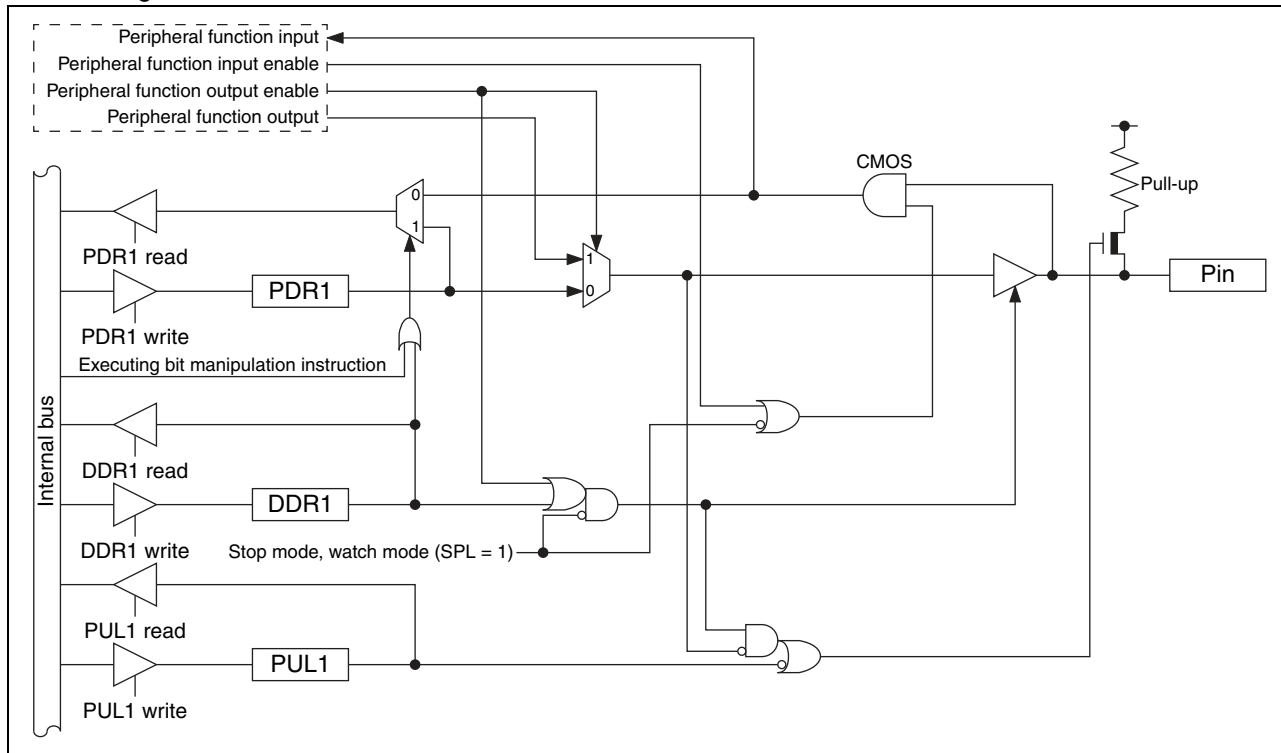 Peripheral function input
Peripheral function input enable
Peripheral function output enable
Peripheral function output
CMOS
Pull-up
0
1
PDR1 read
1
Pin
PDR1
0
PDR1 write
Executing bit manipulation instruction
Internal bus
DDR1 read
DDR1
DDR1 write
Stop mode, watch mode (SPL = 1)
PUL1 read
PUL1
PUL1 write